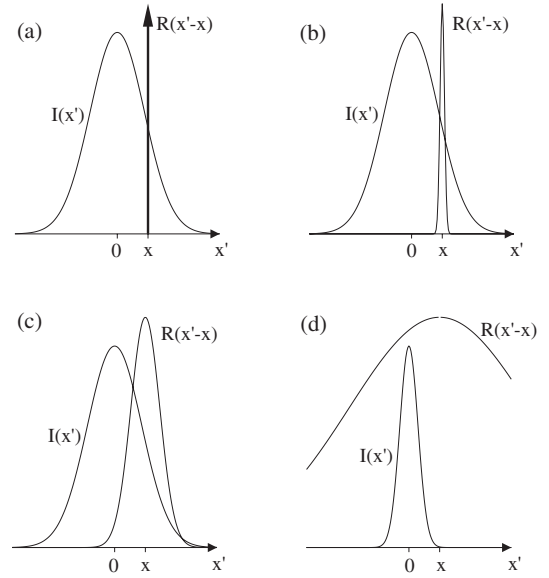 (a)
R(x'-x)
I(x')
0 x x'
(b)
R(x'-x)
I(x')
0 x x'
(c)
R(x'-x)
I(x')
0 x x'
(d)
R(x'-x)
I(x')
0 x x'